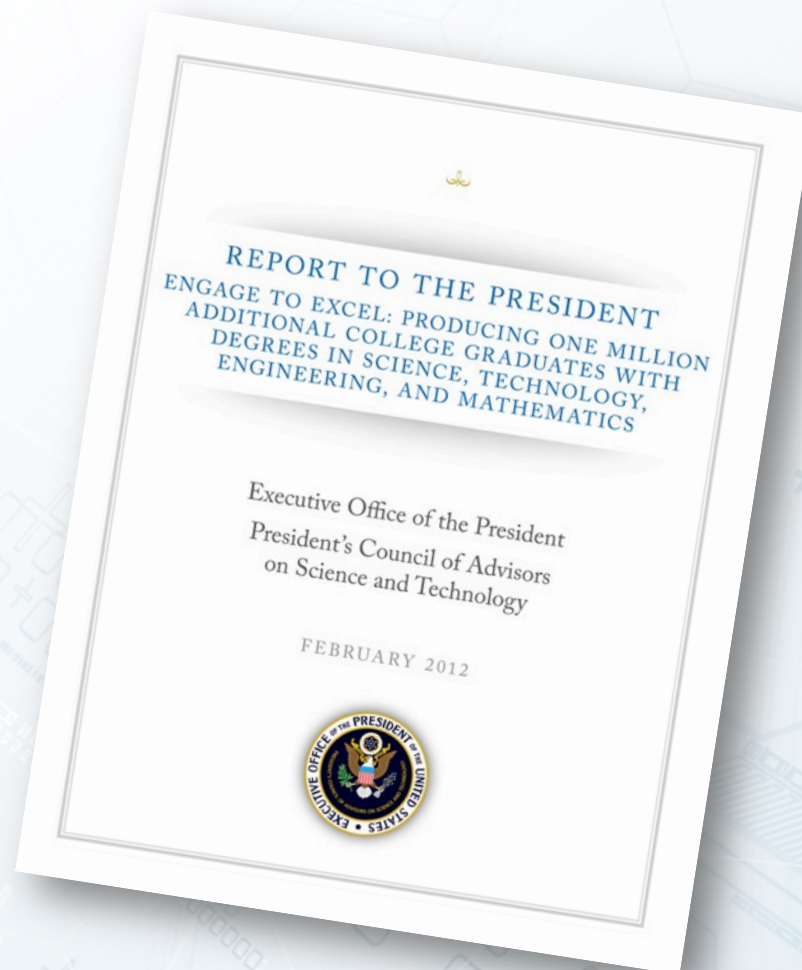 REPORT TO THE PRESIDENT
ENGAGE TO EXCEL: PRODUCING ONE MILLION
ADDITIONAL COLLEGE GRADUATES WITH
DEGREES IN SCIENCE, TECHNOLOGY,
ENGINEERING, AND MATHEMATICS
Executive Office of the President
President’s Council of Advisors
on Science and Technology
FEBRUARY 2012
EXECUTIVE OFFICE OF THE PRESIDENT OF THE UNITED STATES